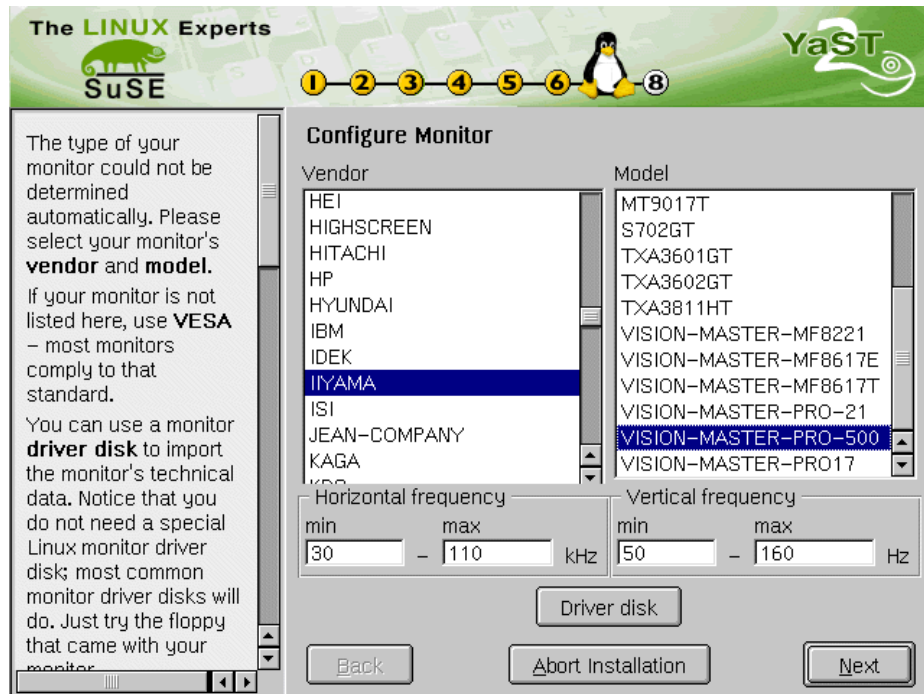 The LINUX Experts
SuSE
YaST
2
1 2 3 4 5 6 8
The type of your
monitor could not be
determined
automatically. Please
select your monitor's
vendor and model.
If your monitor is not
listed here, use VESA
– most monitors
comply to that
standard.
You can use a monitor
driver disk to import
the monitor's technical
data. Notice that you
do not need a special
Linux monitor driver
disk; most common
monitor driver disks will
do. Just try the floppy
that came with your
monitor
Configure Monitor
Vendor
HEI
HIGHSCREEN
HITACHI
HP
HYUNDAI
IBM
IDEK
IIYAMA
ISI
JEAN-COMPANY
KAGA
Model
MT9017T
S702GT
TXA3601GT
TXA3602GT
TXA3811HT
VISION-MASTER-MF8221
VISION-MASTER-MF8617E
VISION-MASTER-MF8617T
VISION-MASTER-PRO-21
VISION-MASTER-PRO-500
VISION-MASTER-PRO17
Horizontal frequency
min max
30 – 110 kHz
Vertical frequency
min max
50 – 160 Hz
Driver disk
Back
Abort Installation
Next